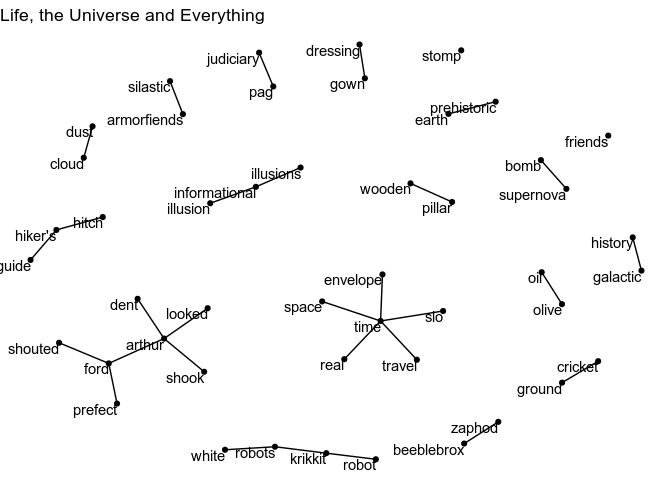 Life, the Universe and Everything
dressing
judiciary
stomp
gown
silastic
pag
prehistoric
armorfiends
earth
dust
friends
cloud
bomb
illusions
wooden
informational
supernova
illusion
pillar
hitch
hiker's
history
guide
galactic
envelope
oil
dent
space
looked
slo
olive
time
arthur
shouted
real
travel
ford
cricket
shook
ground
prefect
zaphod
white
robots
beeblebrox
krikkit
robot